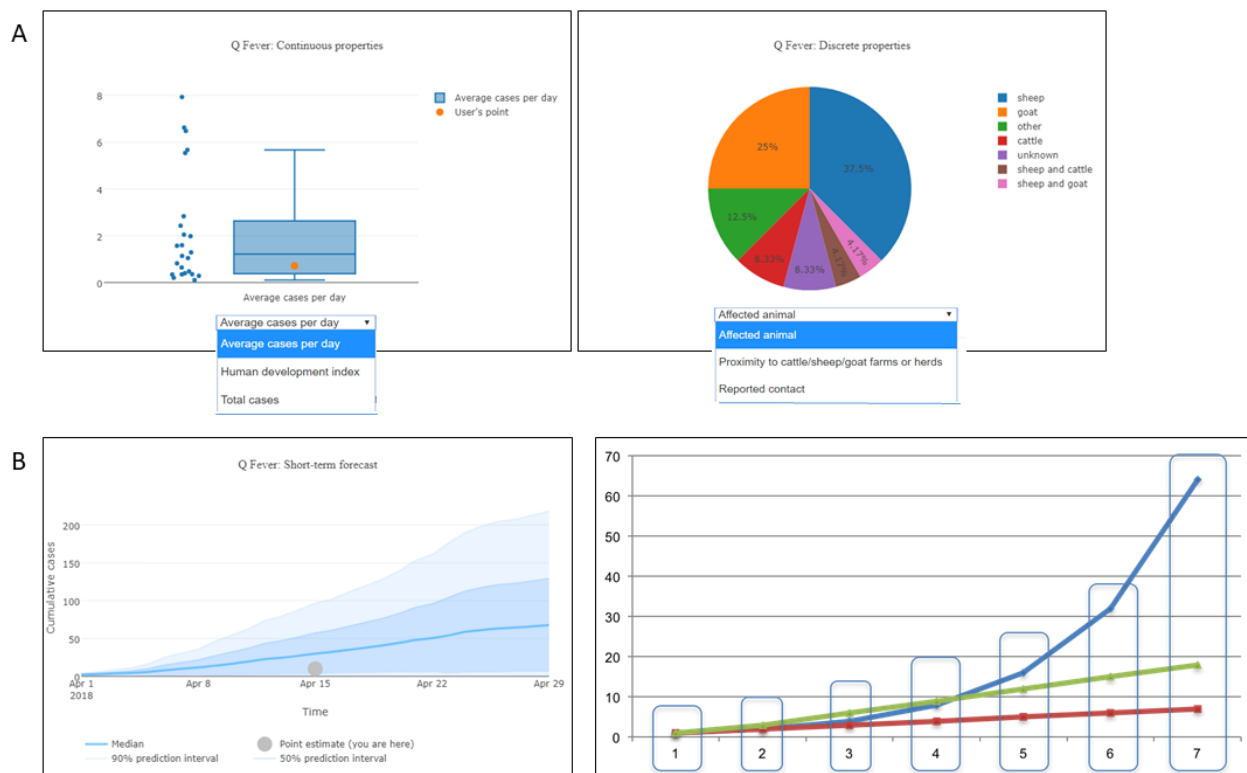 A
Q Fever: Continuous properties
8
6
4
2
0
Average cases per day
Average cases per day
User's point
Average cases per day
Average cases per day
Human development index
Total cases
Q Fever: Discrete properties
37.5%
25%
12.5%
8.33%
8.33%
4.17%
4.17%
sheep
goat
other
cattle
unknown
sheep and cattle
sheep and goat
Affected animal
Affected animal
Proximity to cattle/sheep/goat farms or herds
Reported contact
B
Q Fever: Short-term forecast
Cumulative cases
200
150
100
50
0
Apr 1 Apr 8 Apr 15 Apr 22 Apr 29
2018
Time
Median Point estimate (you are here)
90% prediction interval 50% prediction interval
70
60
50
40
30
20
10
0
1 2 3 4 5 6 7